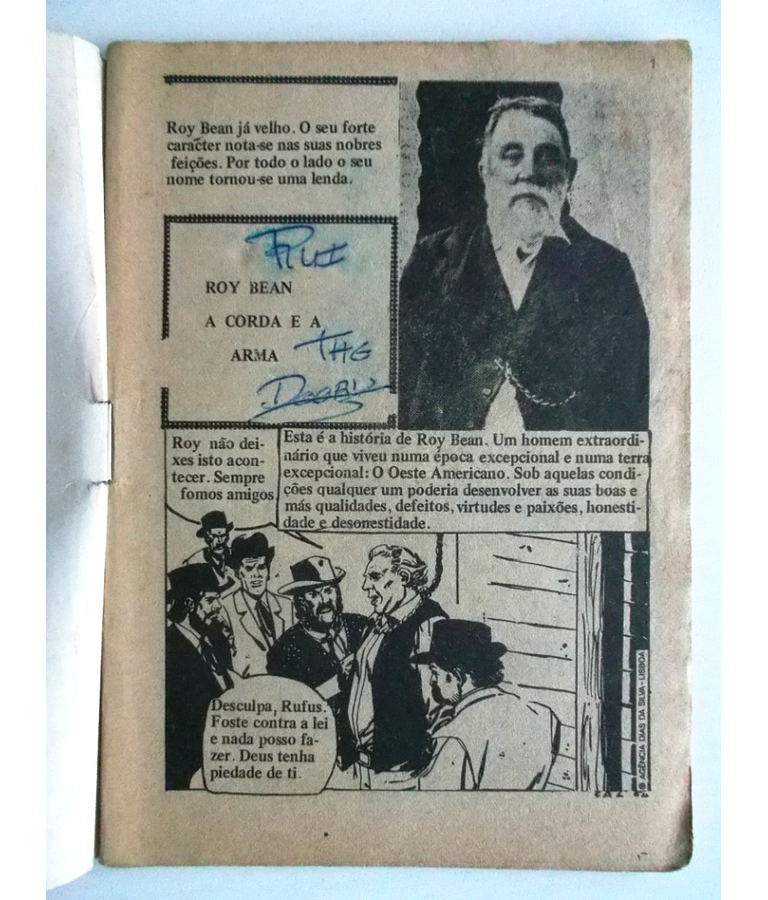 Roy Bean já velho. O seu forte
caracter nota-se nas suas nobres
feições. Por todo o lado o seu
nome tornou-se uma lenda.
RUI
ROY BEAN
A CORDA E A
ARMA
THG
Roy não dei-
xes isto acon-
tecer. Sempre
fomos amigos.
Esta é a história de Roy Bean. Um homem extraordi-
nário que viveu numa época excepcional e numa terra
excepcional: O Oeste Americano. Sob aquelas condi-
ções qualquer um poderia desenvolver as suas boas e
más qualidades, defeitos, virtudes e paixões, honesti-
dade e desonestidade.
Desculpa, Rufus.
Foste contra a lei
e nada posso fa-
zer. Deus tenha
piedade de ti.
© AGÊNCIA DIAS DA SILVA - LISBOA